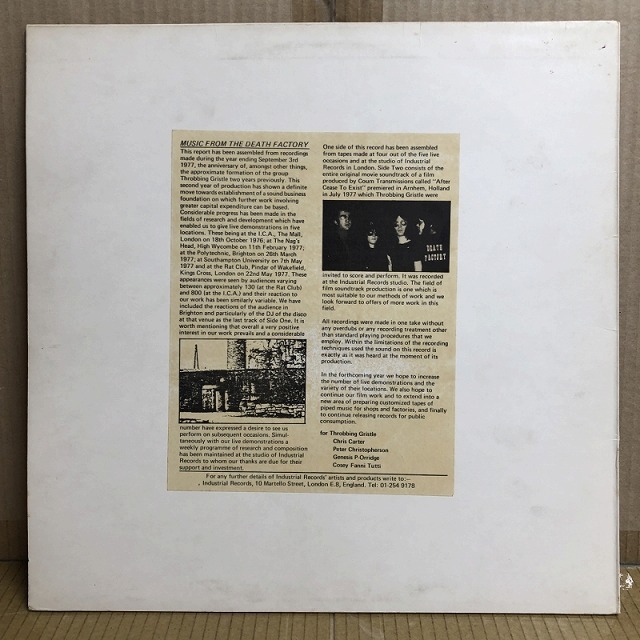 MUSIC FROM THE DEATH FACTORY
This report has been assembled from recordings
made during the year ending September 3rd
1977, the anniversary of, amongst other things,
the approximate formation of the group
Throbbing Gristle two years previously. This
second year of production has shown a definite
move towards establishment of a sound business
foundation on which further work involving
greater capital expenditure can be based.
Considerable progress has been made in the
fields of research and development which have
enabled us to give live demonstrations in five
locations. These being at the I.C.A., The Mall,
London on 18th October 1976; at The Nag's
Head, High Wycombe on 11th February 1977;
at the Polytechnic, Brighton on 26th March
1977; at Southampton University on 7th May
1977 and at the Rat Club, Pindar of Wakefield,
Kings Cross, London on 22nd May 1977. These
appearances were seen by audiences varying
between approximately 130 (at the Rat Club)
and 800 (at the I.C.A.) and their reaction to
our work has been similarly variable. We have
included the reactions of the audience in
Brighton and particularly of the DJ of the disco
at that venue as the last track of Side One. It is
worth mentioning that overall a very positive
interest in our work prevails and a considerable
number have expressed a desire to see us
perform on subsequent occasions. Simul-
taneously with our live demonstrations a
weekly programme of research and composition
has been maintained at the studio of Industrial
Records to whom our thanks are due for their
support and investment.
One side of this record has been assembled
from tapes made at four out of the five live
occasions and at the studio of Industrial
Records in London. Side Two consists of the
entire original movie soundtrack of a film
produced by Coum Transmissions called "After
Cease To Exist" premiered in Arnhem, Holland
in July 1977 which Throbbing Gristle were
DEATH
FACTORY
invited to score and perform. It was recorded
at the Industrial Records studio. The field of
film soundtrack production is one which is
most suitable to our methods of work and we
look forward to offers of more work in this
field.
All recordings were made in one take without
any overdubs or any recording treatment other
than standard playing procedures that we
employ. Within the limitations of the recording
techniques used the sound on this record is
exactly as it was heard at the moment of its
production.
In the forthcoming year we hope to increase
the number of live demonstrations and the
variety of their locations. We also hope to
continue our film work and to extend into a
new area of preparing customized tapes of
piped music for shops and factories, and finally
to continue releasing records for public
consumption.
for Throbbing Gristle
Chris Carter
Peter Christopherson
Genesis P-Orridge
Cosey Fanni Tutti
For any further details of Industrial Records' artists and products write to:—
Industrial Records, 10 Martello Street, London E.8, England. Tel: 01-254 9178